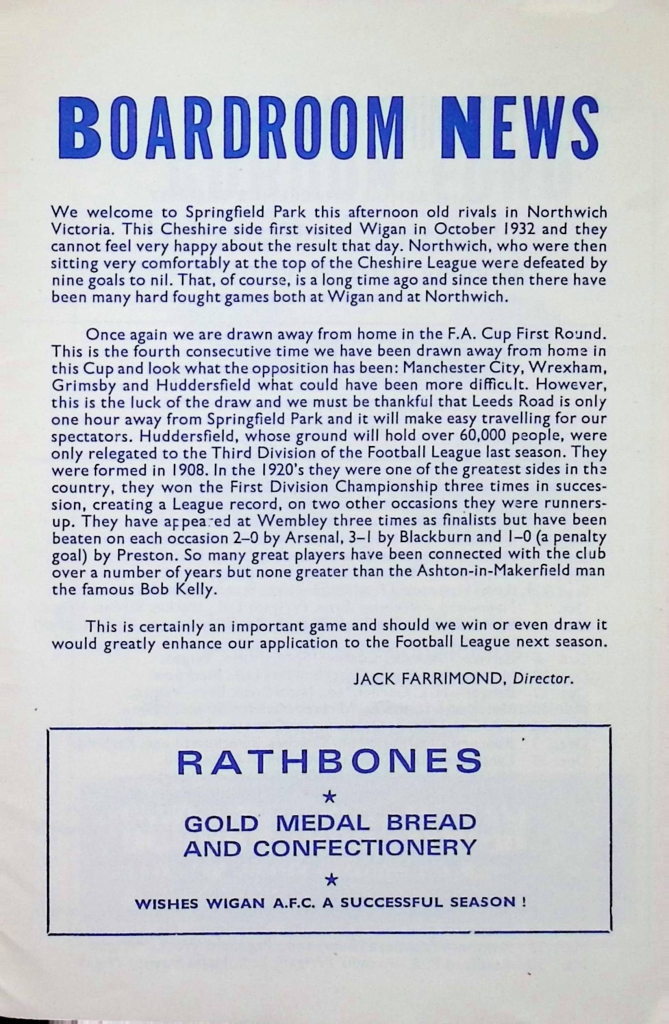 BOARDROOM NEWS
We welcome to Springfield Park this afternoon old rivals in Northwich
Victoria. This Cheshire side first visited Wigan in October 1932 and they
cannot feel very happy about the result that day. Northwich, who were then
sitting very comfortably at the top of the Cheshire League were defeated by
nine goals to nil. That, of course, is a long time ago and since then there have
been many hard fought games both at Wigan and at Northwich.
Once again we are drawn away from home in the F.A. Cup First Round.
This is the fourth consecutive time we have been drawn away from home in
this Cup and look what the opposition has been: Manchester City, Wrexham,
Grimsby and Huddersfield what could have been more difficult. However,
this is the luck of the draw and we must be thankful that Leeds Road is only
one hour away from Springfield Park and it will make easy travelling for our
spectators. Huddersfield, whose ground will hold over 60,000 people, were
only relegated to the Third Division of the Football League last season. They
were formed in 1908. In the 1920's they were one of the greatest sides in the
country, they won the First Division Championship three times in succes-
sion, creating a League record, on two other occasions they were runners-
up. They have appeared at Wembley three times as finalists but have been
beaten on each occasion 2–0 by Arsenal, 3–1 by Blackburn and 1–0 (a penalty
goal) by Preston. So many great players have been connected with the club
over a number of years but none greater than the Ashton-in-Makerfield man
the famous Bob Kelly.
This is certainly an important game and should we win or even draw it
would greatly enhance our application to the Football League next season.
JACK FARRIMOND, Director.
RATHBONES
★
GOLD MEDAL BREAD
AND CONFECTIONERY
★
WISHES WIGAN A.F.C. A SUCCESSFUL SEASON !